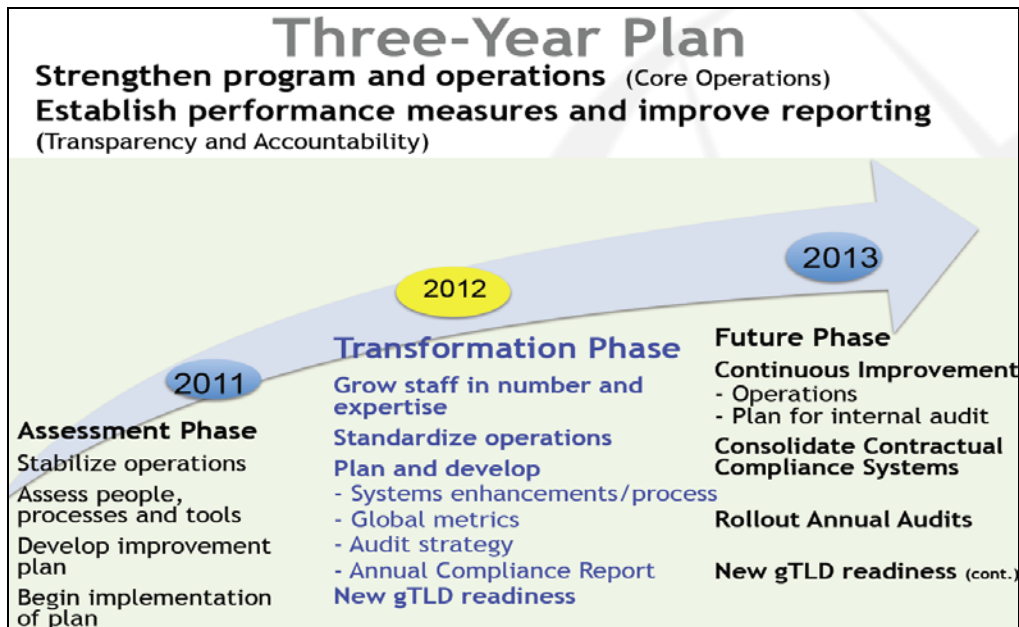 Three-Year Plan
Strengthen program and operations (Core Operations)
Establish performance measures and improve reporting
(Transparency and Accountability)
2011
2012
2013
Assessment Phase
Stabilize operations
Assess people,
processes and tools
Develop improvement
plan
Begin implementation
of plan
Transformation Phase
Grow staff in number and
expertise
Standardize operations
Plan and develop
- Systems enhancements/process
- Global metrics
- Audit strategy
- Annual Compliance Report
New gTLD readiness
Future Phase
Continuous Improvement
- Operations
- Plan for internal audit
Consolidate Contractual
Compliance Systems
Rollout Annual Audits
New gTLD readiness (cont.)